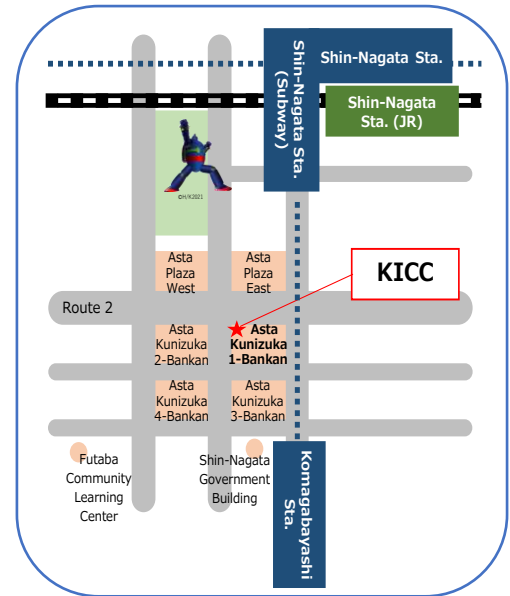 Shin-Nagata Sta.
Shin-Nagata Sta.
(Subway)
Shin-Nagata
Sta. (JR)
©H/K2021
Asta
Plaza
West
Asta
Plaza
East
KICC
Route 2
Asta
Kunizuka
2-Bankan
Asta
Kunizuka
1-Bankan
Asta
Kunizuka
4-Bankan
Asta
Kunizuka
3-Bankan
Futaba
Community
Learning
Center
Shin-Nagata
Government
Building
Komagabayashi
Sta.